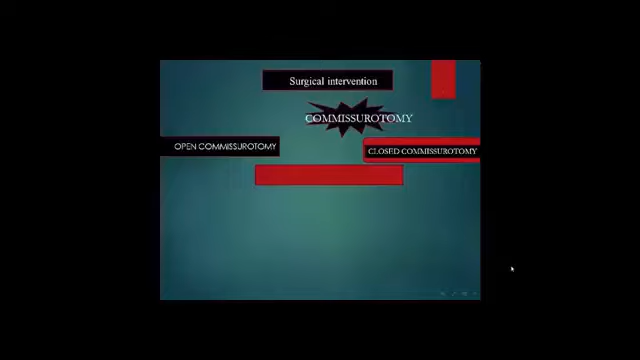 Surgical intervention
COMMISSUROTOMY
OPEN COMMISSUROTOMY
CLOSED COMMISSUROTOMY